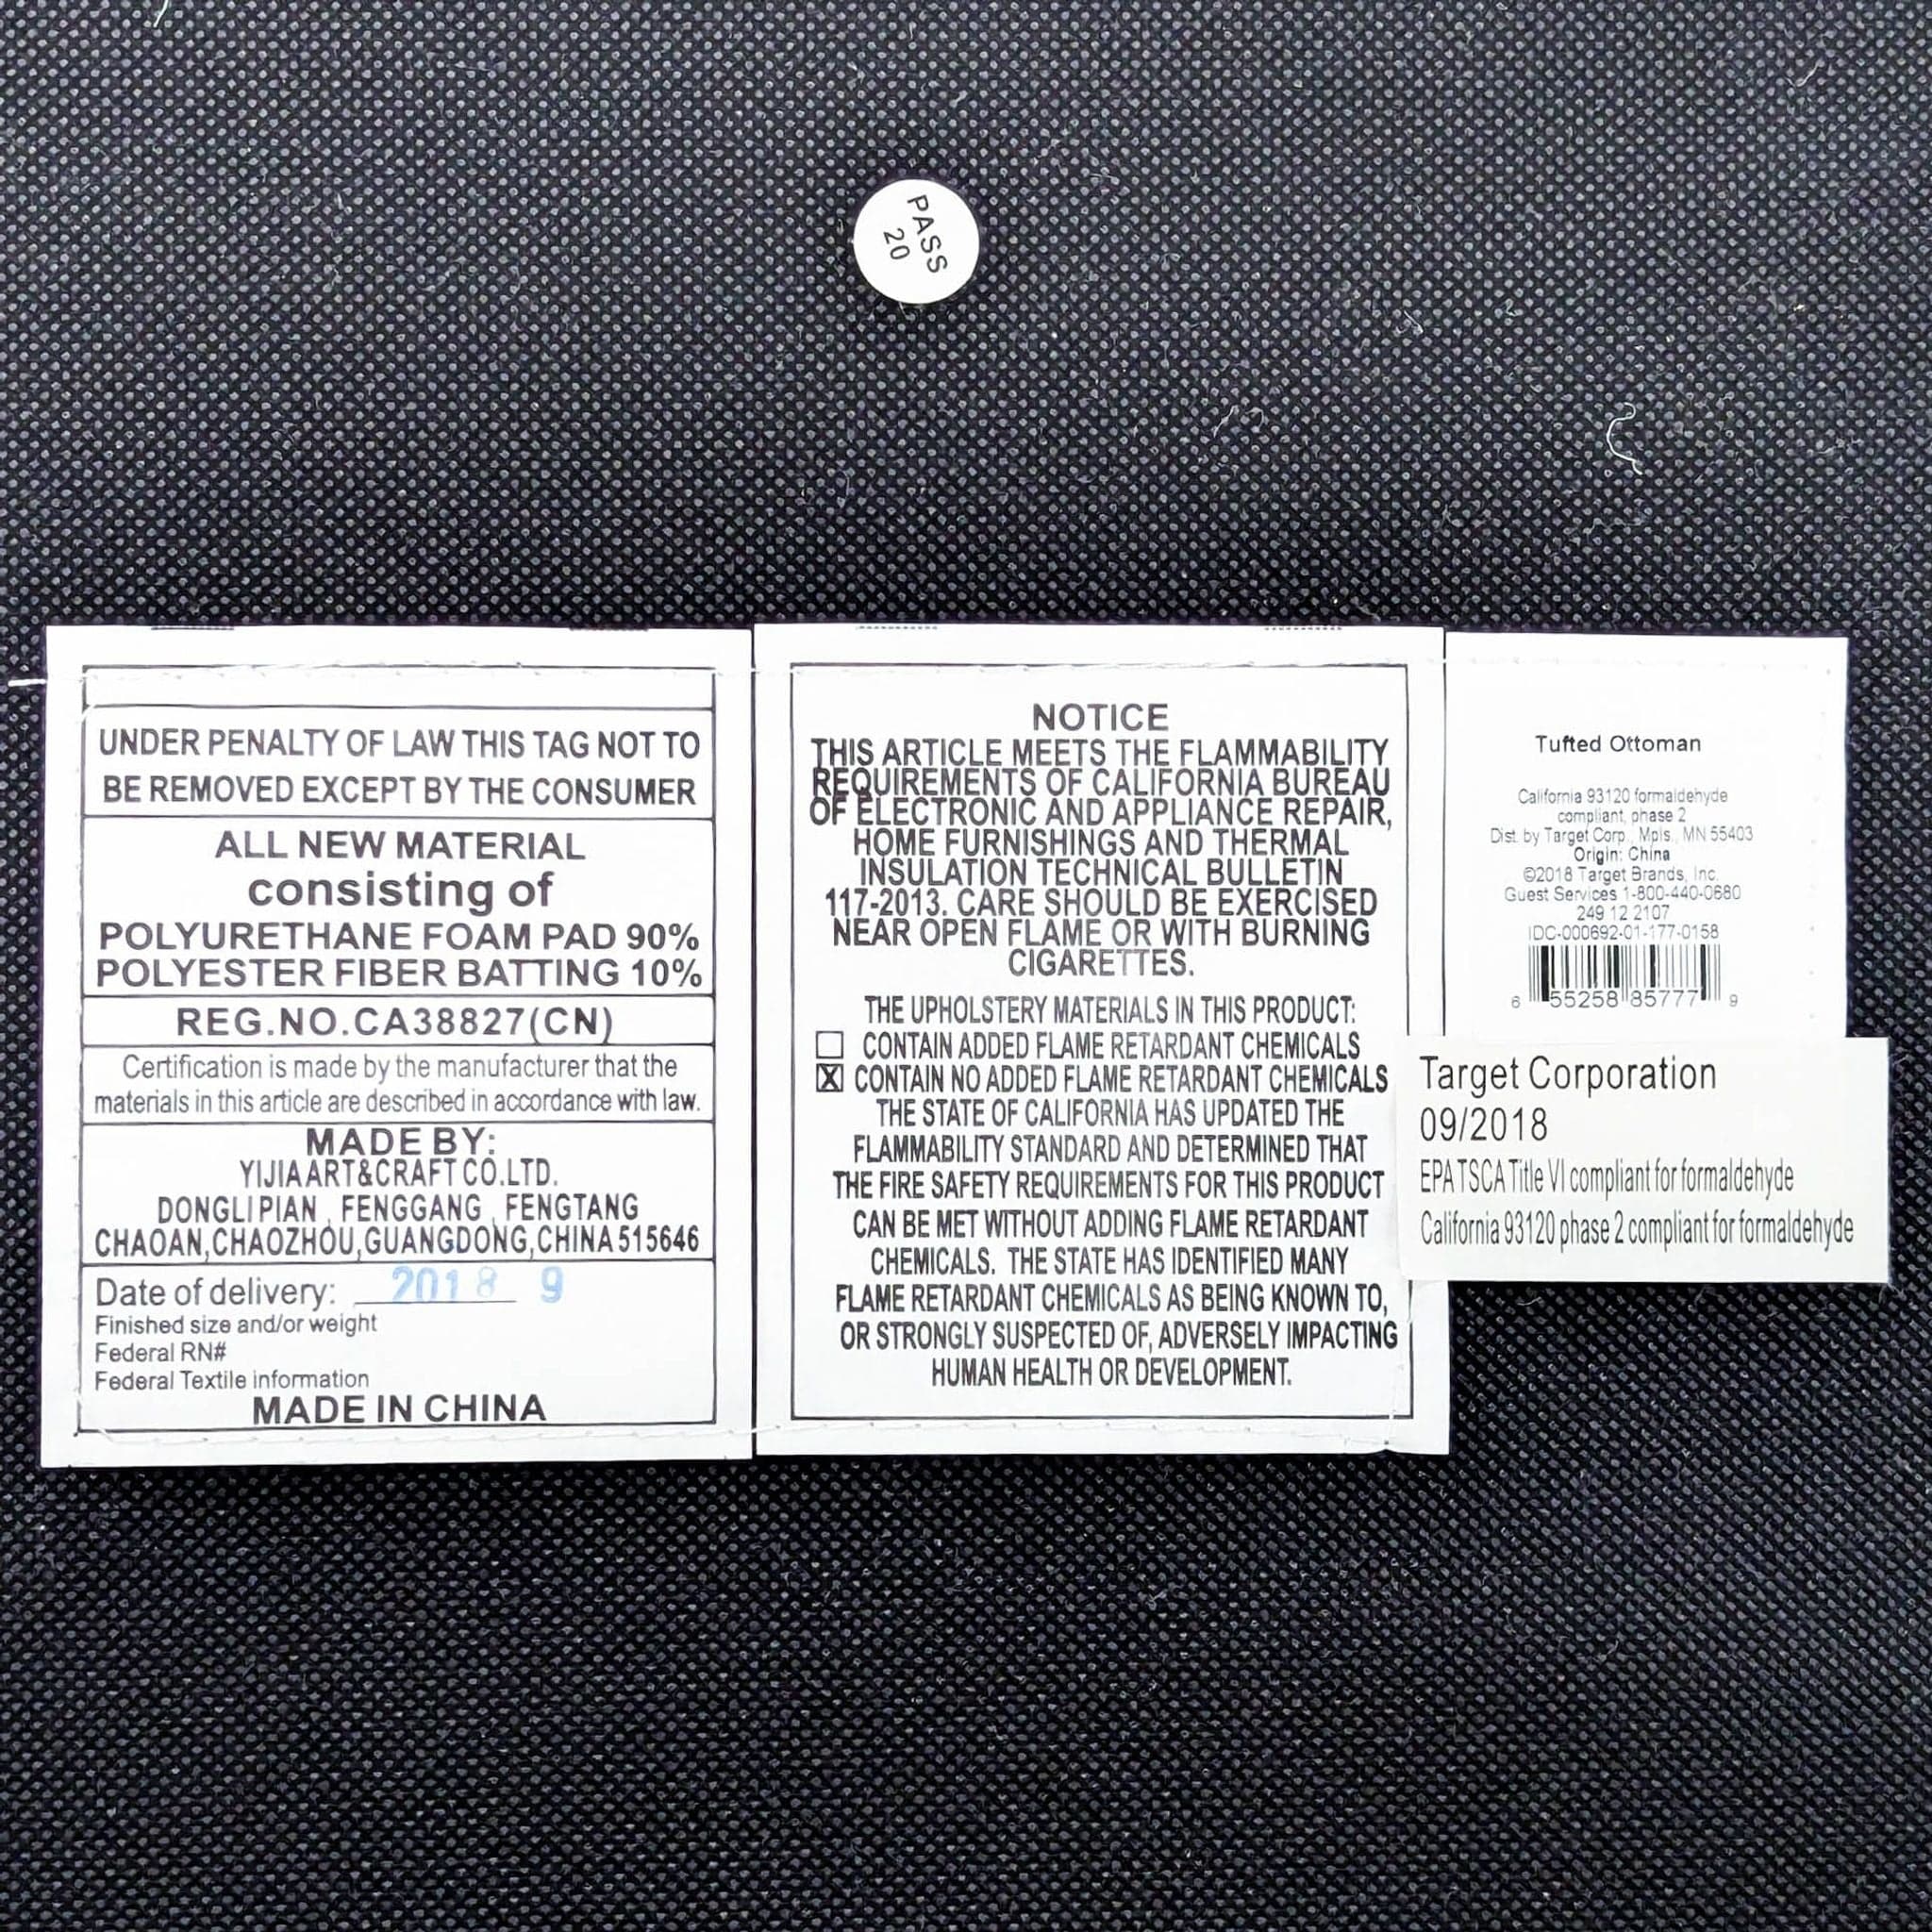 PASS
20
UNDER PENALTY OF LAW THIS TAG NOT TO
BE REMOVED EXCEPT BY THE CONSUMER
ALL NEW MATERIAL
consisting of
POLYURETHANE FOAM PAD 90%
POLYESTER FIBER BATTING 10%
REG.NO.CA38827(CN)
Certification is made by the manufacturer that the
materials in this article are described in accordance with law.
MADE BY:
YIJIA ART&CRAFT CO.LTD.
DONGLI PIAN , FENGGANG , FENGTANG
CHAOAN,CHAOZHOU,GUANGDONG,CHINA 515646
Date of delivery: 2018 9
Finished size and/or weight
Federal RN#
Federal Textile information
MADE IN CHINA
NOTICE
THIS ARTICLE MEETS THE FLAMMABILITY
REQUIREMENTS OF CALIFORNIA BUREAU
OF ELECTRONIC AND APPLIANCE REPAIR,
HOME FURNISHINGS AND THERMAL
INSULATION TECHNICAL BULLETIN
117-2013. CARE SHOULD BE EXERCISED
NEAR OPEN FLAME OR WITH BURNING
CIGARETTES.
THE UPHOLSTERY MATERIALS IN THIS PRODUCT:
CONTAIN ADDED FLAME RETARDANT CHEMICALS
X CONTAIN NO ADDED FLAME RETARDANT CHEMICALS
THE STATE OF CALIFORNIA HAS UPDATED THE
FLAMMABILITY STANDARD AND DETERMINED THAT
THE FIRE SAFETY REQUIREMENTS FOR THIS PRODUCT
CAN BE MET WITHOUT ADDING FLAME RETARDANT
CHEMICALS. THE STATE HAS IDENTIFIED MANY
FLAME RETARDANT CHEMICALS AS BEING KNOWN TO,
OR STRONGLY SUSPECTED OF, ADVERSELY IMPACTING
HUMAN HEALTH OR DEVELOPMENT.
Tufted Ottoman
California 93120 formaldehyde
compliant, phase 2
Dist. by Target Corp., Mpls., MN 55403
Origin: China
©2018 Target Brands, Inc.
Guest Services 1-800-440-0680
249 12 2107
IDC-000692-01-177-0158
6 55258 85777 9
Target Corporation
09/2018
EPA TSCA Title VI compliant for formaldehyde
California 93120 phase 2 compliant for formaldehyde